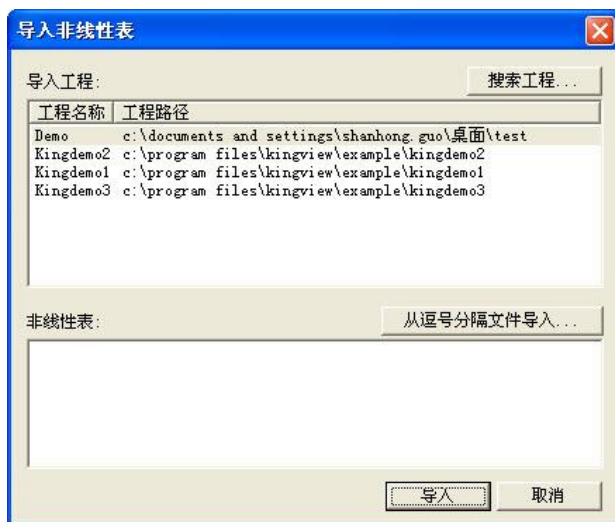 导入非线性表
导入工程:
搜索工程...
工程名称 工程路径
Demo c:\documents and settings\shanhong.guo\桌面\test
Kingdemo2 c:\program files\kingview\example\kingdemo2
Kingdemo1 c:\program files\kingview\example\kingdemo1
Kingdemo3 c:\program files\kingview\example\kingdemo3
非线性表:
从逗号分隔文件导入...
导入
取消